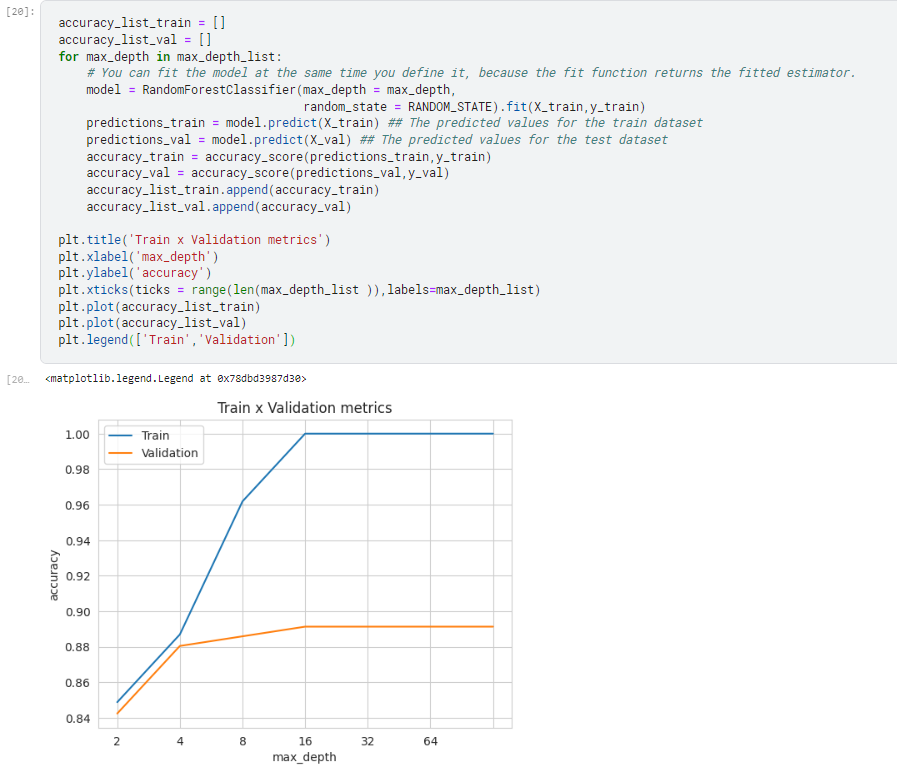 [20]:
accuracy_list_train = []
accuracy_list_val = []
for max_depth in max_depth_list:
    # You can fit the model at the same time you define it, because the fit function returns the fitted estimator.
    model = RandomForestClassifier(max_depth = max_depth,
                                   random_state = RANDOM_STATE).fit(X_train,y_train)
    predictions_train = model.predict(X_train) ## The predicted values for the train dataset
    predictions_val = model.predict(X_val) ## The predicted values for the test dataset
    accuracy_train = accuracy_score(predictions_train,y_train)
    accuracy_val = accuracy_score(predictions_val,y_val)
    accuracy_list_train.append(accuracy_train)
    accuracy_list_val.append(accuracy_val)
plt.title('Train x Validation metrics')
plt.xlabel('max_depth')
plt.ylabel('accuracy')
plt.xticks(ticks = range(len(max_depth_list )),labels=max_depth_list)
plt.plot(accuracy_list_train)
plt.plot(accuracy_list_val)
plt.legend(['Train','Validation'])
[20… <matplotlib.legend.Legend at 0x78dbd3987d30>
Train x Validation metrics
Train
Validation
1.00
0.98
0.96
0.94
0.92
0.90
0.88
0.86
0.84
accuracy
2 4 8 16 32 64
max_depth